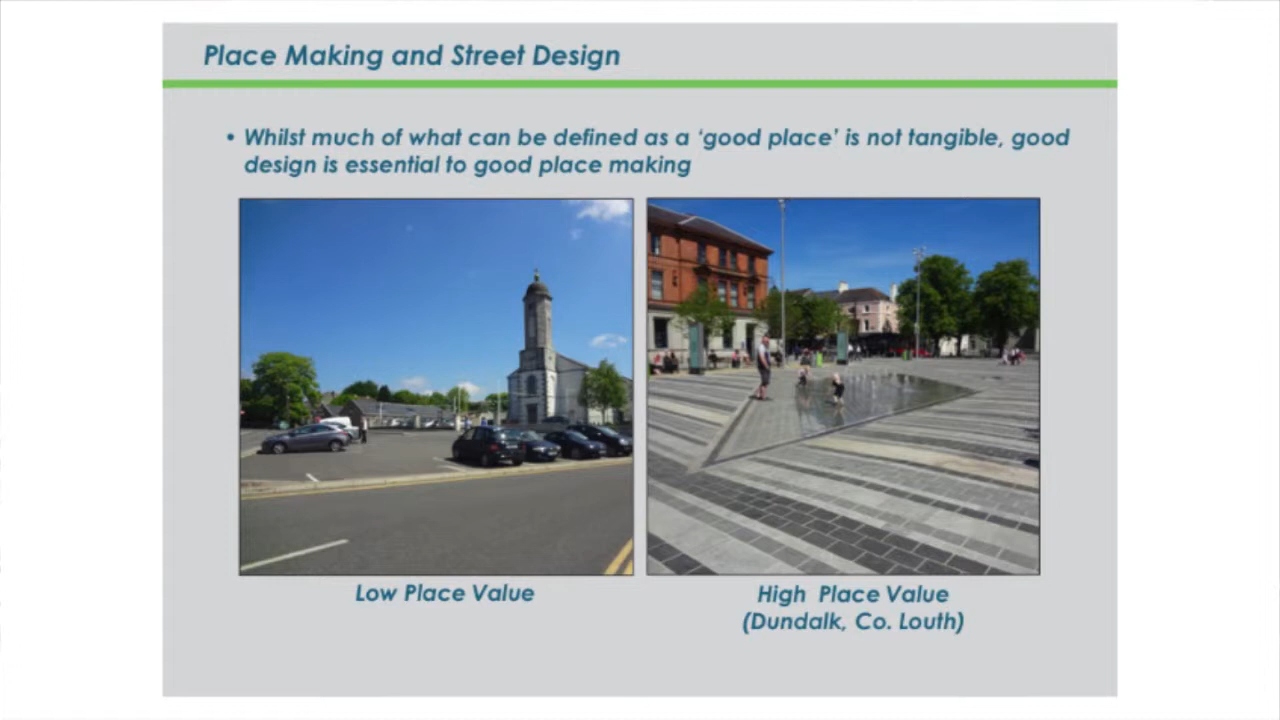 Place Making and Street Design
• Whilst much of what can be defined as a ‘good place’ is not tangible, good
design is essential to good place making
Low Place Value
High Place Value
(Dundalk, Co. Louth)